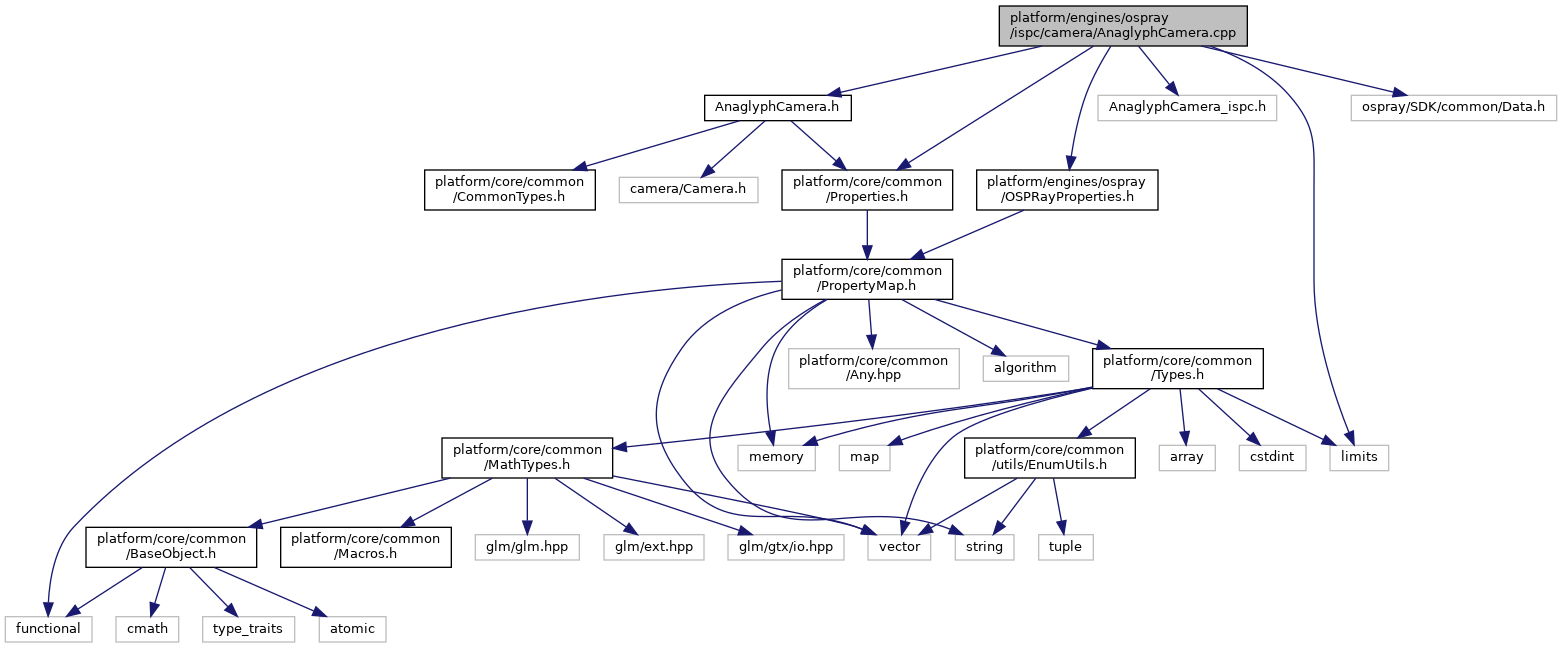 platform/engines/ospray
/ispc/camera/AnaglyphCamera.cpp
AnaglyphCamera.h
AnaglyphCamera_ispc.h
ospray/SDK/common/Data.h
platform/core/common
/CommonTypes.h
camera/Camera.h
platform/core/common
/Properties.h
platform/engines/ospray
/OSPRayProperties.h
platform/core/common
/PropertyMap.h
platform/core/common
/Any.hpp
algorithm
platform/core/common
/Types.h
platform/core/common
/MathTypes.h
memory
map
platform/core/common
/utils/EnumUtils.h
array
cstdint
limits
platform/core/common
/BaseObject.h
platform/core/common
/Macros.h
glm/glm.hpp
glm/ext.hpp
glm/gtx/io.hpp
vector
string
tuple
functional
cmath
type_traits
atomic